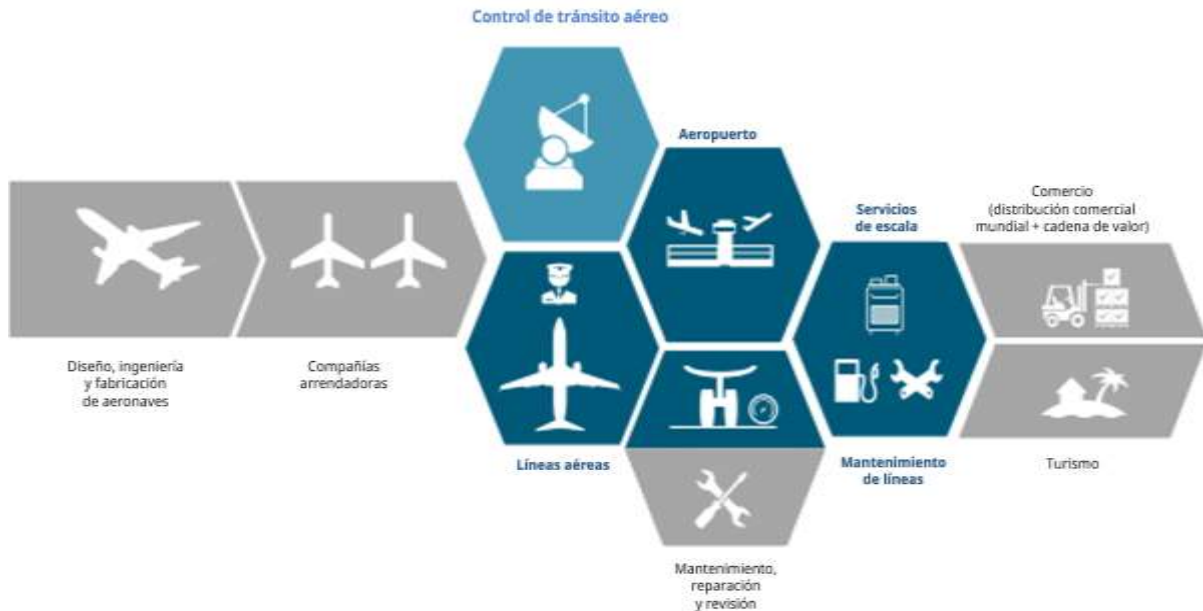 Control de tránsito aéreo
Aeropuerto
Servicios
de escala
Comercio
(distribución comercial
mundial + cadena de valor)
Diseño, ingeniería
y fabricación
de aeronaves
Compañías
arrendadoras
Líneas aéreas
Mantenimiento
de líneas
Turismo
Mantenimiento,
reparación
y revisión